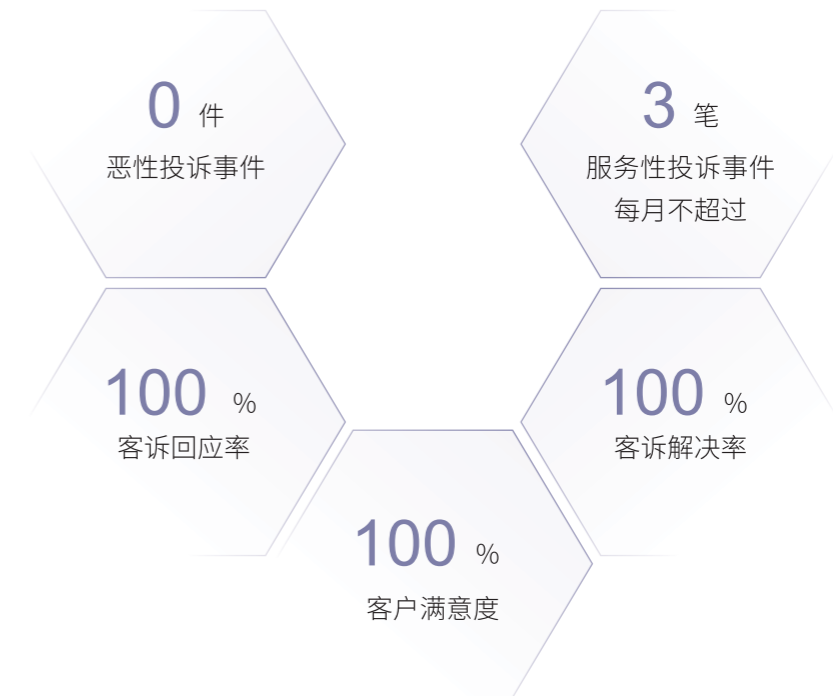 0 件
恶性投诉事件
3 笔
服务性投诉事件
每月不超过
100 %
客诉回应率
100 %
客诉解决率
100 %
客户满意度